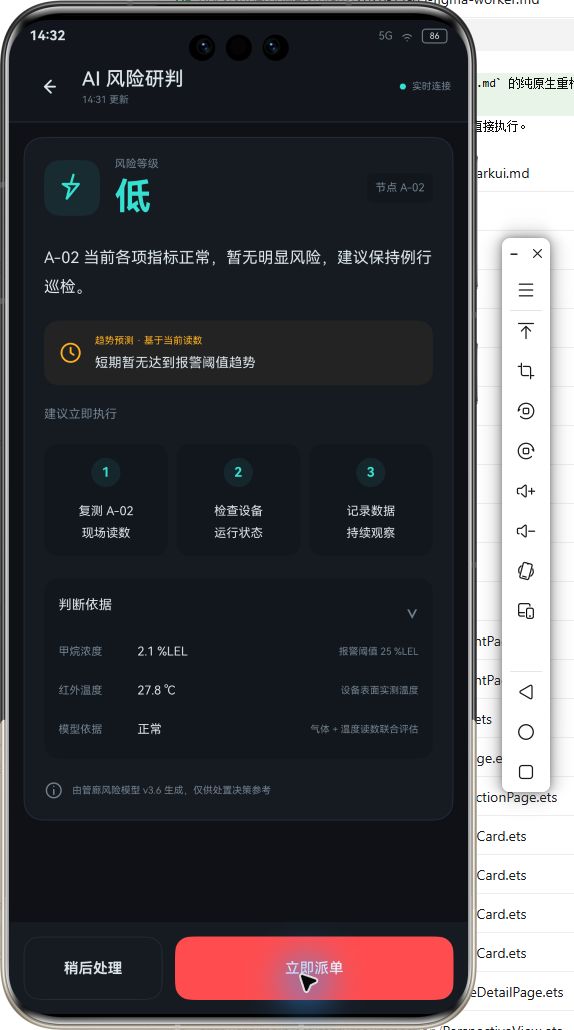 14:32
5G
86
AI 风险研判
14:31 更新
实时连接
风险等级
低
节点 A-02
A-02 当前各项指标正常，暂无明显风险，建议保持例行
巡检。
趋势预测 · 基于当前读数
短期暂无达到报警阈值趋势
建议立即执行
1
复测 A-02
现场读数
2
检查设备
运行状态
3
记录数据
持续观察
判断依据
甲烷浓度 2.1 %LEL 报警阈值 25 %LEL
红外温度 27.8 ℃ 设备表面实测温度
模型依据 正常 气体 + 温度读数联合评估
由管廊风险模型 v3.6 生成，仅供处置决策参考
稍后处理
立即派单
igma-worker.md
.md` 的纯原生重
直接执行。
arkui.md
ntPa
ntPa
ets
ge.e
ctionPage.ets
Card.ets
Card.ets
Card.ets
Card.ets
eDetailPage.ets
/PerspectiveView.ets